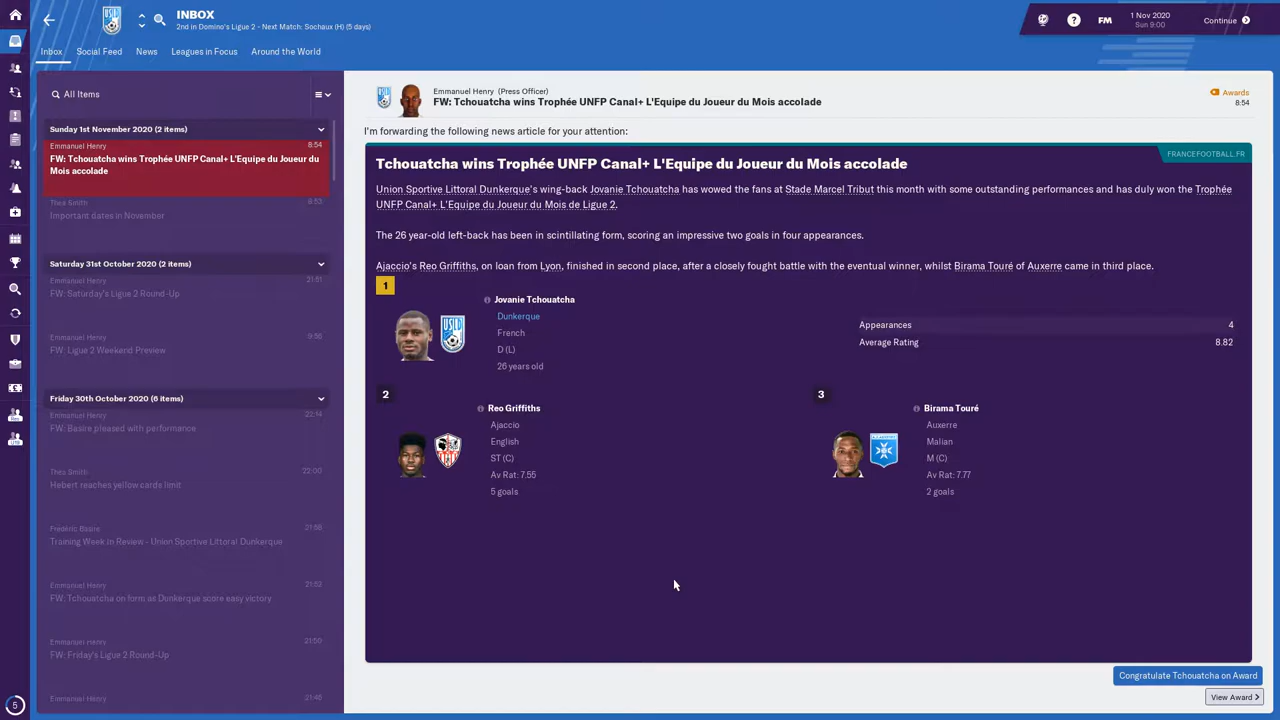 INBOX
2nd in Domino's Ligue 2 - Next Match: Sochaux (H) (5 days)
FM
1 Nov 2020
Sun 9:00
Continue
Inbox
Social Feed
News
Leagues in Focus
Around the World
All Items
Sunday 1st November 2020 (2 items)
Emmanuel Henry 8:54
FW: Tchouatcha wins Trophée UNFP Canal+ L'Equipe du Joueur du
Mois accolade
Theo Smith 8:53
Important dates in November
Saturday 31st October 2020 (2 items)
Emmanuel Henry 21:51
FW: Saturday's Ligue 2 Round-Up
Emmanuel Henry 9:56
FW: Ligue 2 Weekend Preview
Friday 30th October 2020 (6 items)
Emmanuel Henry 22:14
FW: Basire pleased with performance
Theo Smith 22:00
Hebert reaches yellow cards limit
Frédéric Basire 21:58
Training Week in Review - Union Sportive Littoral Dunkerque
Emmanuel Henry 21:52
FW: Tchouatcha on form as Dunkerque score easy victory
Emmanuel Henry 21:50
FW: Friday's Ligue 2 Round-Up
Emmanuel Henry 21:48
5
Emmanuel Henry (Press Officer)
FW: Tchouatcha wins Trophée UNFP Canal+ L'Equipe du Joueur du Mois accolade
Awards
8:54
I'm forwarding the following news article for your attention:
FRANCEFOOTBALL.FR
Tchouatcha wins Trophée UNFP Canal+ L'Equipe du Joueur du Mois accolade
Union Sportive Littoral Dunkerque's wing-back Jovanie Tchouatcha has wowed the fans at Stade Marcel Tribut this month with some outstanding performances and has duly won the Trophée
UNFP Canal+ L'Equipe du Joueur du Mois de Ligue 2.
The 26 year-old left-back has been in scintillating form, scoring an impressive two goals in four appearances.
Ajaccio's Reo Griffiths, on loan from Lyon, finished in second place, after a closely fought battle with the eventual winner, whilst Birama Touré of Auxerre came in third place.
1
Jovanie Tchouatcha
Dunkerque
French
D (L)
26 years old
Appearances 4
Average Rating 8.82
2
Reo Griffiths
Ajaccio
English
ST (C)
Av Rat: 7.55
5 goals
3
Birama Touré
Auxerre
Malian
M (C)
Av Rat: 7.77
2 goals
Congratulate Tchouatcha on Award
View Award